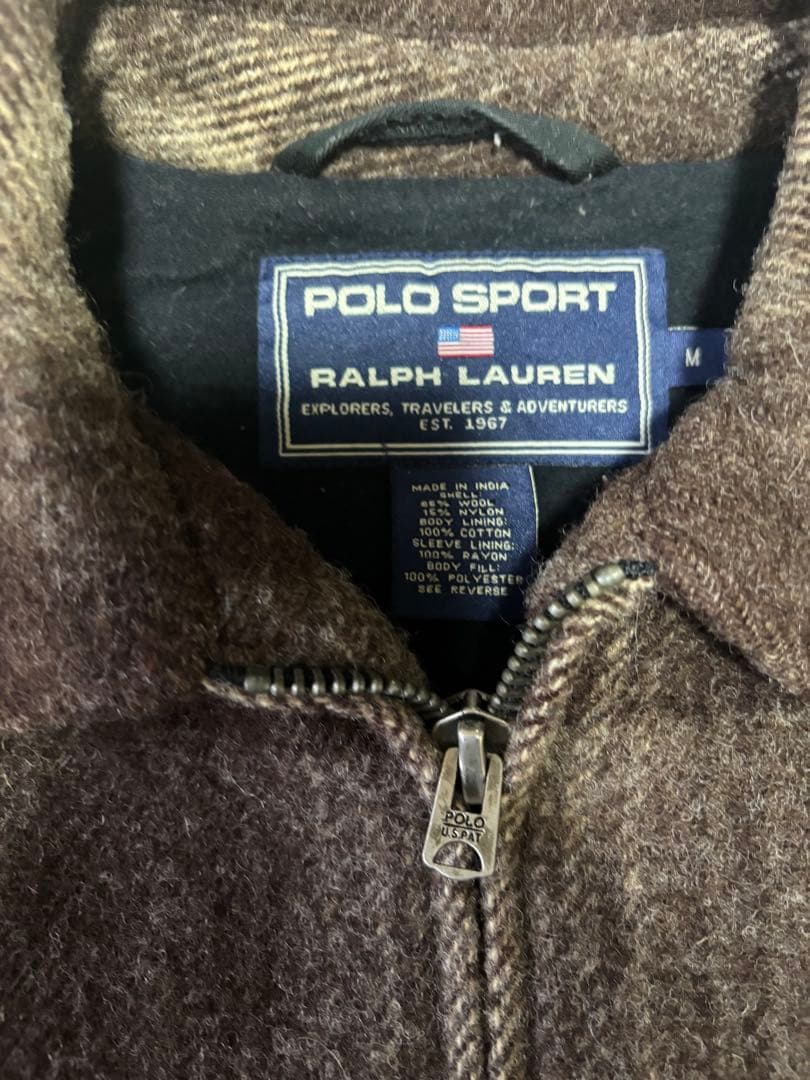 POLO SPORT
RALPH LAUREN
EXPLORERS, TRAVELERS & ADVENTURERS
EST. 1967
M
MADE IN INDIA
SHELL:
85% WOOL
15% NYLON
BODY LINING:
100% COTTON
SLEEVE LINING:
100% RAYON
BODY FILL:
100% POLYESTER
SEE REVERSE
POLO
U.S.PAT